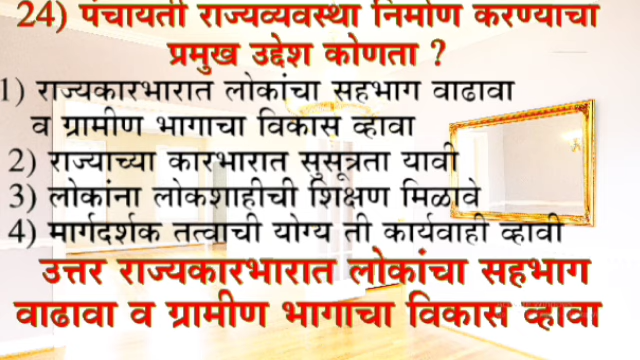 24) पंचायती राज्यव्यवस्था निर्माण करण्याचा
प्रमुख उद्देश कोणता ?
1) राज्यकारभारात लोकांचा सहभाग वाढावा
व ग्रामीण भागाचा विकास व्हावा
2) राज्याच्या कारभारात सुसूत्रता यावी
3) लोकांना लोकशाहीची शिक्षण मिळावे
4) मार्गदर्शक तत्वाची योग्य ती कार्यवाही व्हावी
उत्तर राज्यकारभारात लोकांचा सहभाग
वाढावा व ग्रामीण भागाचा विकास व्हावा